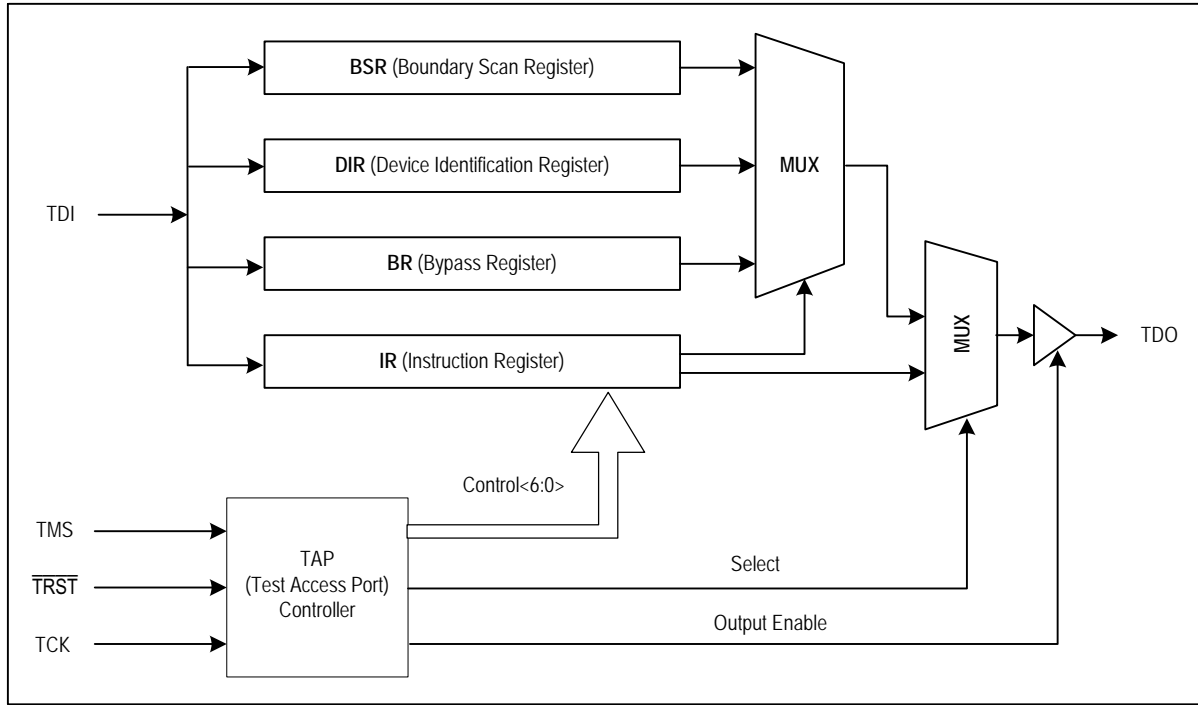 BSR (Boundary Scan Register)
DIR (Device Identification Register)
MUX
TDI
BR (Bypass Register)
MUX
TDO
IR (Instruction Register)
Control<6:0>
TMS
TAP
(Test Access Port)
Controller
Select
T̅R̅S̅T̅
Output Enable
TCK